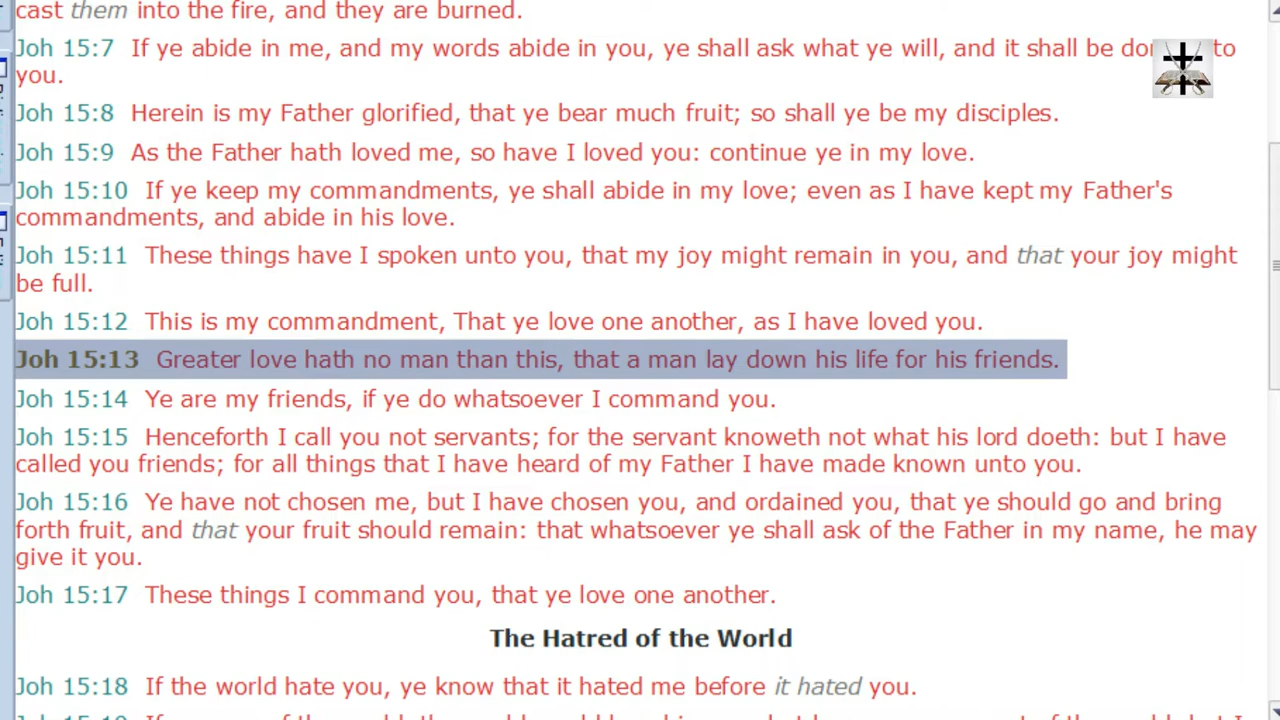 cast them into the fire, and they are burned.
Joh 15:7 If ye abide in me, and my words abide in you, ye shall ask what ye will, and it shall be to
you.
Joh 15:8 Herein is my Father glorified, that ye bear much fruit; so shall ye be my disciples.
Joh 15:9 As the Father hath loved me, so have I loved you: continue ye in my love.
Joh 15:10 If ye keep my commandments, ye shall abide in my love; even as I have kept my Father's
commandments, and abide in his love.
Joh 15:11 These things have I spoken unto you, that my joy might remain in you, and that your joy might
be full.
Joh 15:12 This is my commandment, That ye love one another, as I have loved you.
Joh 15:13 Greater love hath no man than this, that a man lay down his life for his friends.
Joh 15:14 Ye are my friends, if ye do whatsoever I command you.
Joh 15:15 Henceforth I call you not servants; for the servant knoweth not what his lord doeth: but I have
called you friends; for all things that I have heard of my Father I have made known unto you.
Joh 15:16 Ye have not chosen me, but I have chosen you, and ordained you, that ye should go and bring
forth fruit, and that your fruit should remain: that whatsoever ye shall ask of the Father in my name, he may
give it you.
Joh 15:17 These things I command you, that ye love one another.
The Hatred of the World
Joh 15:18 If the world hate you, ye know that it hated me before it hated you.